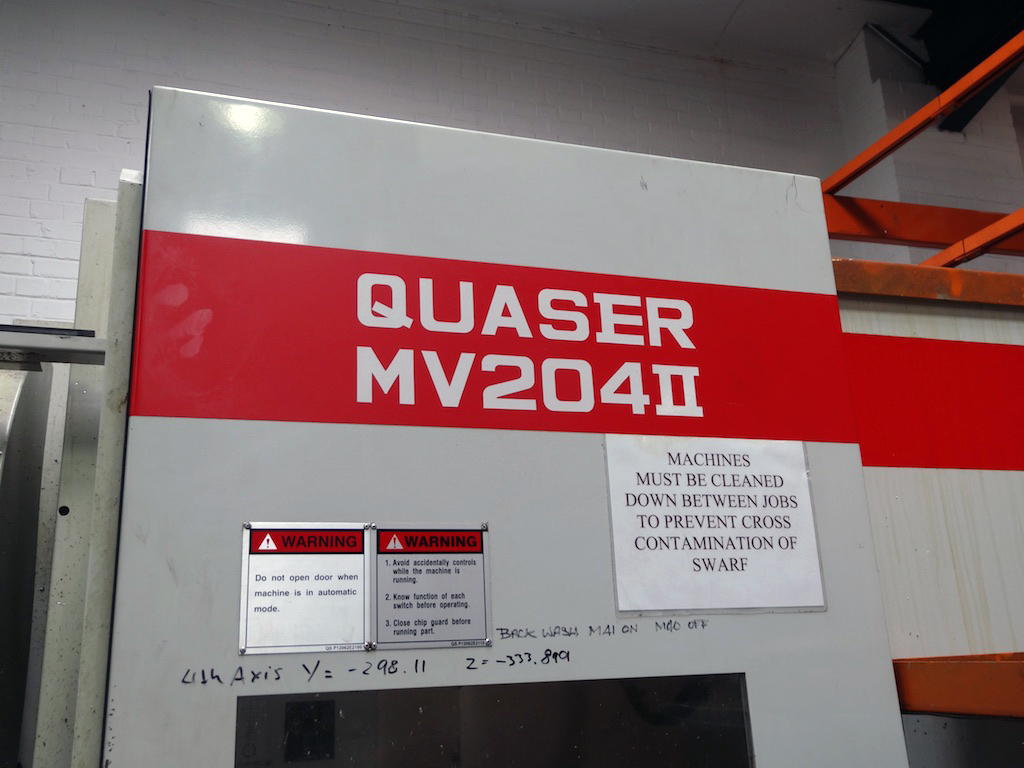 QUASER
MV204II
MACHINES
MUST BE CLEANED
DOWN BETWEEN JOBS
TO PREVENT CROSS
CONTAMINATION OF
SWARF
WARNING
Do not open door when
machine is in automatic
mode.
WARNING
1. Avoid accidentally controls
while the machine is
running.
2. Know function of each
switch before operating.
3. Close chip guard before
running part.
BACK WASH M41 ON M40 OFF
4th AXIS Y= -298.11 Z= -333.899